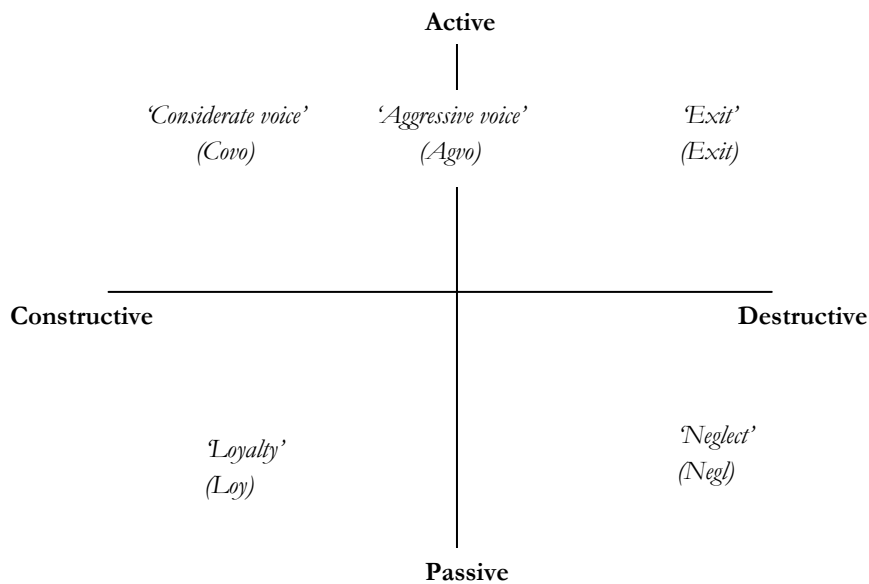 Active
‘Considerate voice’ ‘Aggressive voice’ ‘Exit’
(Covo) (Agvo) (Exit)
Constructive Destructive
‘Loyalty’ ‘Neglect’
(Loy) (Negl)
Passive